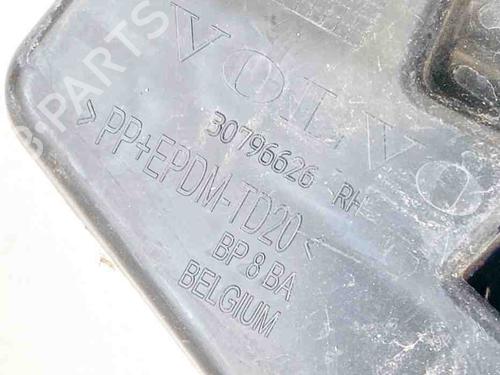 VOLVO
30796626 RH
>PP+EPDM-TD20<
BP 8 BA
BELGIUM